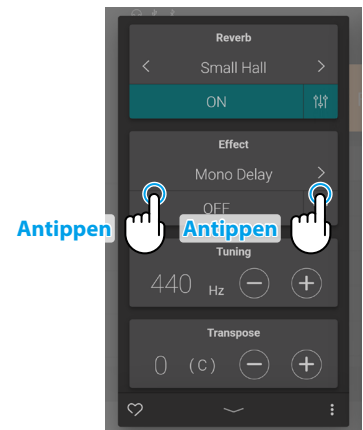 Reverb
Small Hall
ON
Effect
Mono Delay
OFF
Antippen Antippen
Tuning
440 Hz
Transpose
0 (C)